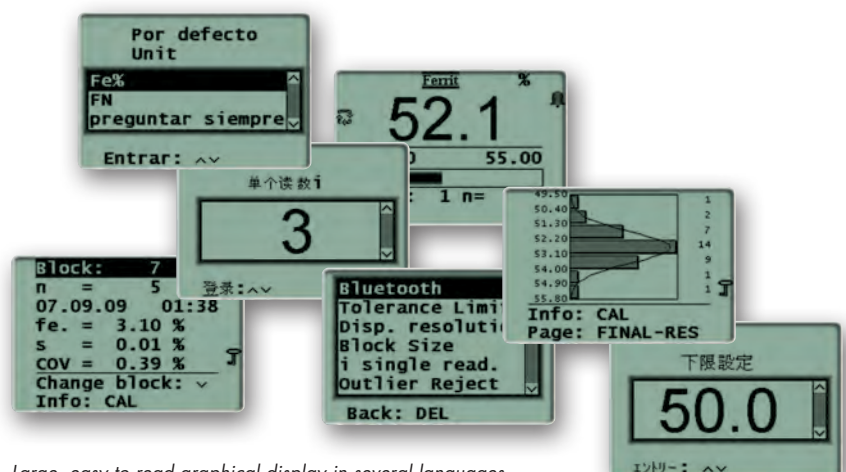 Por defecto
Unit
Fe%
FN
preguntar siempre
Entrar:
Ferrit %
52.1
55.00
1 n=
单个读数i
3
登录:
49.50 1
50.40 2
51.30 7
52.20 14
53.10 9
54.00 1
54.90 1
55.80
Info: CAL
Page: FINAL-RES
Block: 7
n = 5
07.09.09 01:38
fe. = 3.10 %
s = 0.01 %
COV = 0.39 %
Change block:
Info: CAL
Bluetooth
Tolerance
Disp.
Block Size
i single read.
Outlier Reject
Back: DEL
下限設定
50.0
エントリー:
Large, easy to read graphical display in several languages